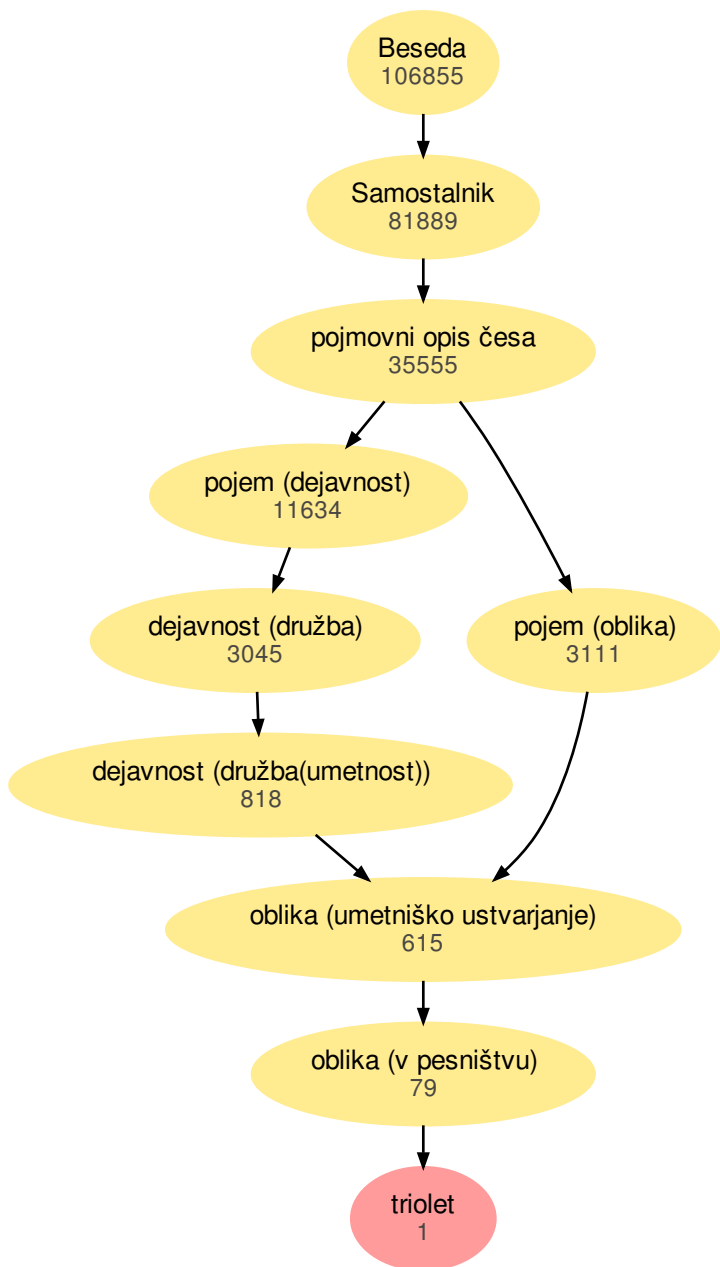 Beseda
106855
Samostalnik
81889
pojmovni opis česa
35555
pojem (dejavnost)
11634
dejavnost (družba)
3045
pojem (oblika)
3111
dejavnost (družba(umetnost))
818
oblika (umetniško ustvarjanje)
615
oblika (v pesništvu)
79
triolet
1